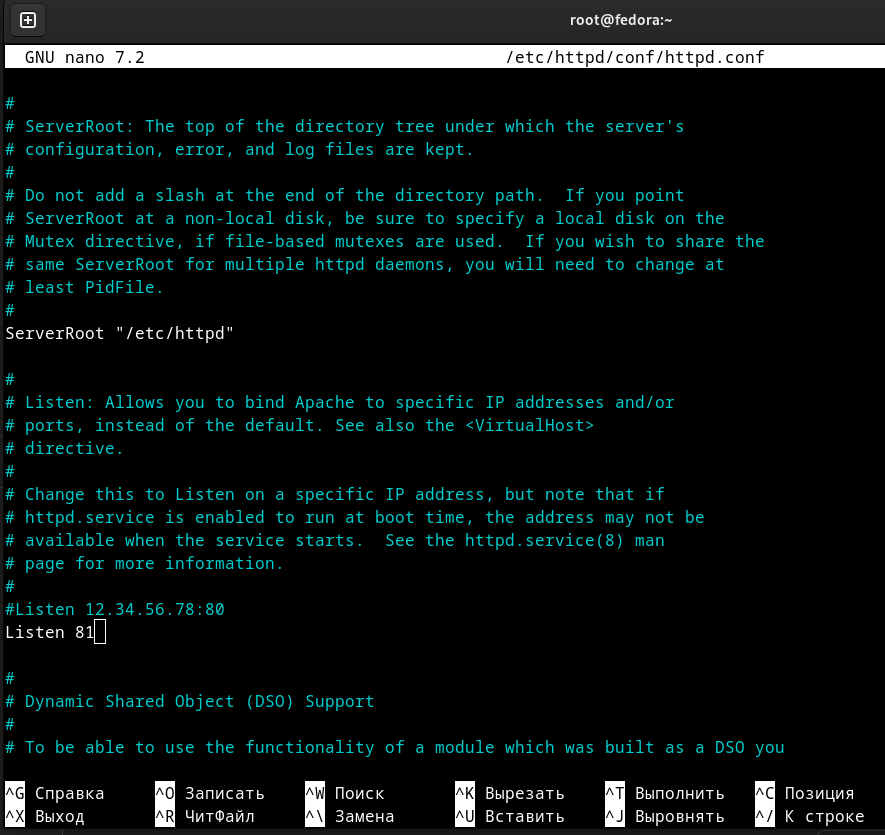 root@fedora:~
GNU nano 7.2 /etc/httpd/conf/httpd.conf
#
# ServerRoot: The top of the directory tree under which the server's
# configuration, error, and log files are kept.
#
# Do not add a slash at the end of the directory path.  If you point
# ServerRoot at a non-local disk, be sure to specify a local disk on the
# Mutex directive, if file-based mutexes are used.  If you wish to share the
# same ServerRoot for multiple httpd daemons, you will need to change at
# least PidFile.
#
ServerRoot "/etc/httpd"
#
# Listen: Allows you to bind Apache to specific IP addresses and/or
# ports, instead of the default. See also the <VirtualHost>
# directive.
#
# Change this to Listen on a specific IP address, but note that if
# httpd.service is enabled to run at boot time, the address may not be
# available when the service starts.  See the httpd.service(8) man
# page for more information.
#
#Listen 12.34.56.78:80
Listen 81
#
# Dynamic Shared Object (DSO) Support
#
# To be able to use the functionality of a module which was built as a DSO you
^G Справка ^O Записать ^W Поиск ^K Вырезать ^T Выполнить ^C Позиция
^X Выход ^R ЧитФайл ^\ Замена ^U Вставить ^J Выровнять ^/ К строке